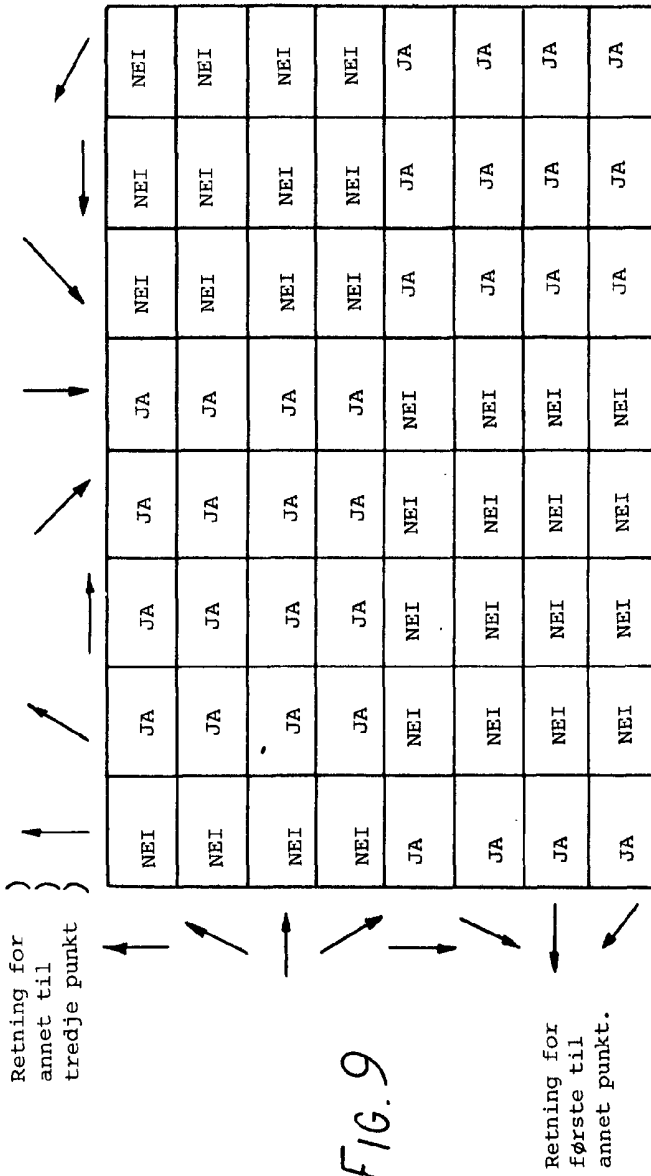 Retning for )
annet til )
tredje punkt )
NEI JA JA JA JA NEI NEI NEI
NEI JA JA JA JA NEI NEI NEI
NEI JA JA JA JA NEI NEI NEI
NEI JA JA JA JA NEI NEI NEI
JA NEI NEI NEI NEI JA JA JA
JA NEI NEI NEI NEI JA JA JA
JA NEI NEI NEI NEI JA JA JA
JA NEI NEI NEI NEI JA JA JA
FIG. 9
Retning for
første til
annet punkt.